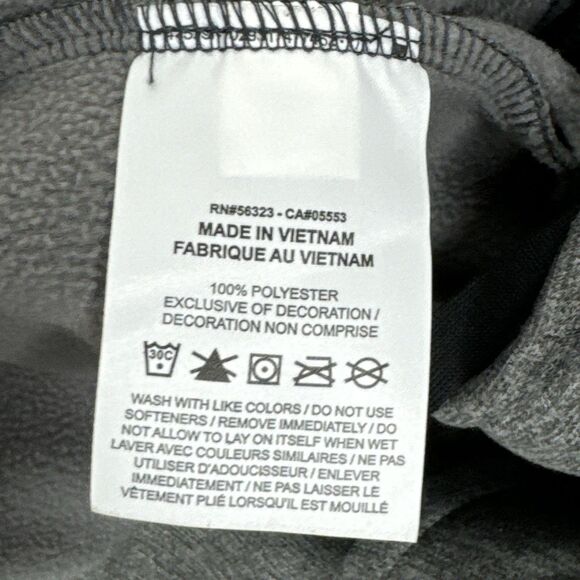 RN#56323 - CA#05553
MADE IN VIETNAM
FABRIQUE AU VIETNAM
100% POLYESTER
EXCLUSIVE OF DECORATION /
DECORATION NON COMPRISE
30C
WASH WITH LIKE COLORS / DO NOT USE
SOFTENERS / REMOVE IMMEDIATELY / DO
NOT ALLOW TO LAY ON ITSELF WHEN WET
LAVER AVEC COULEURS SIMILAIRES / NE PAS
UTILISER D'ADOUCISSEUR / ENLEVER
IMMEDIATEMENT / NE PAS LAISSER LE
VÊTEMENT PLIÉ LORSQU'IL EST MOUILLÉ